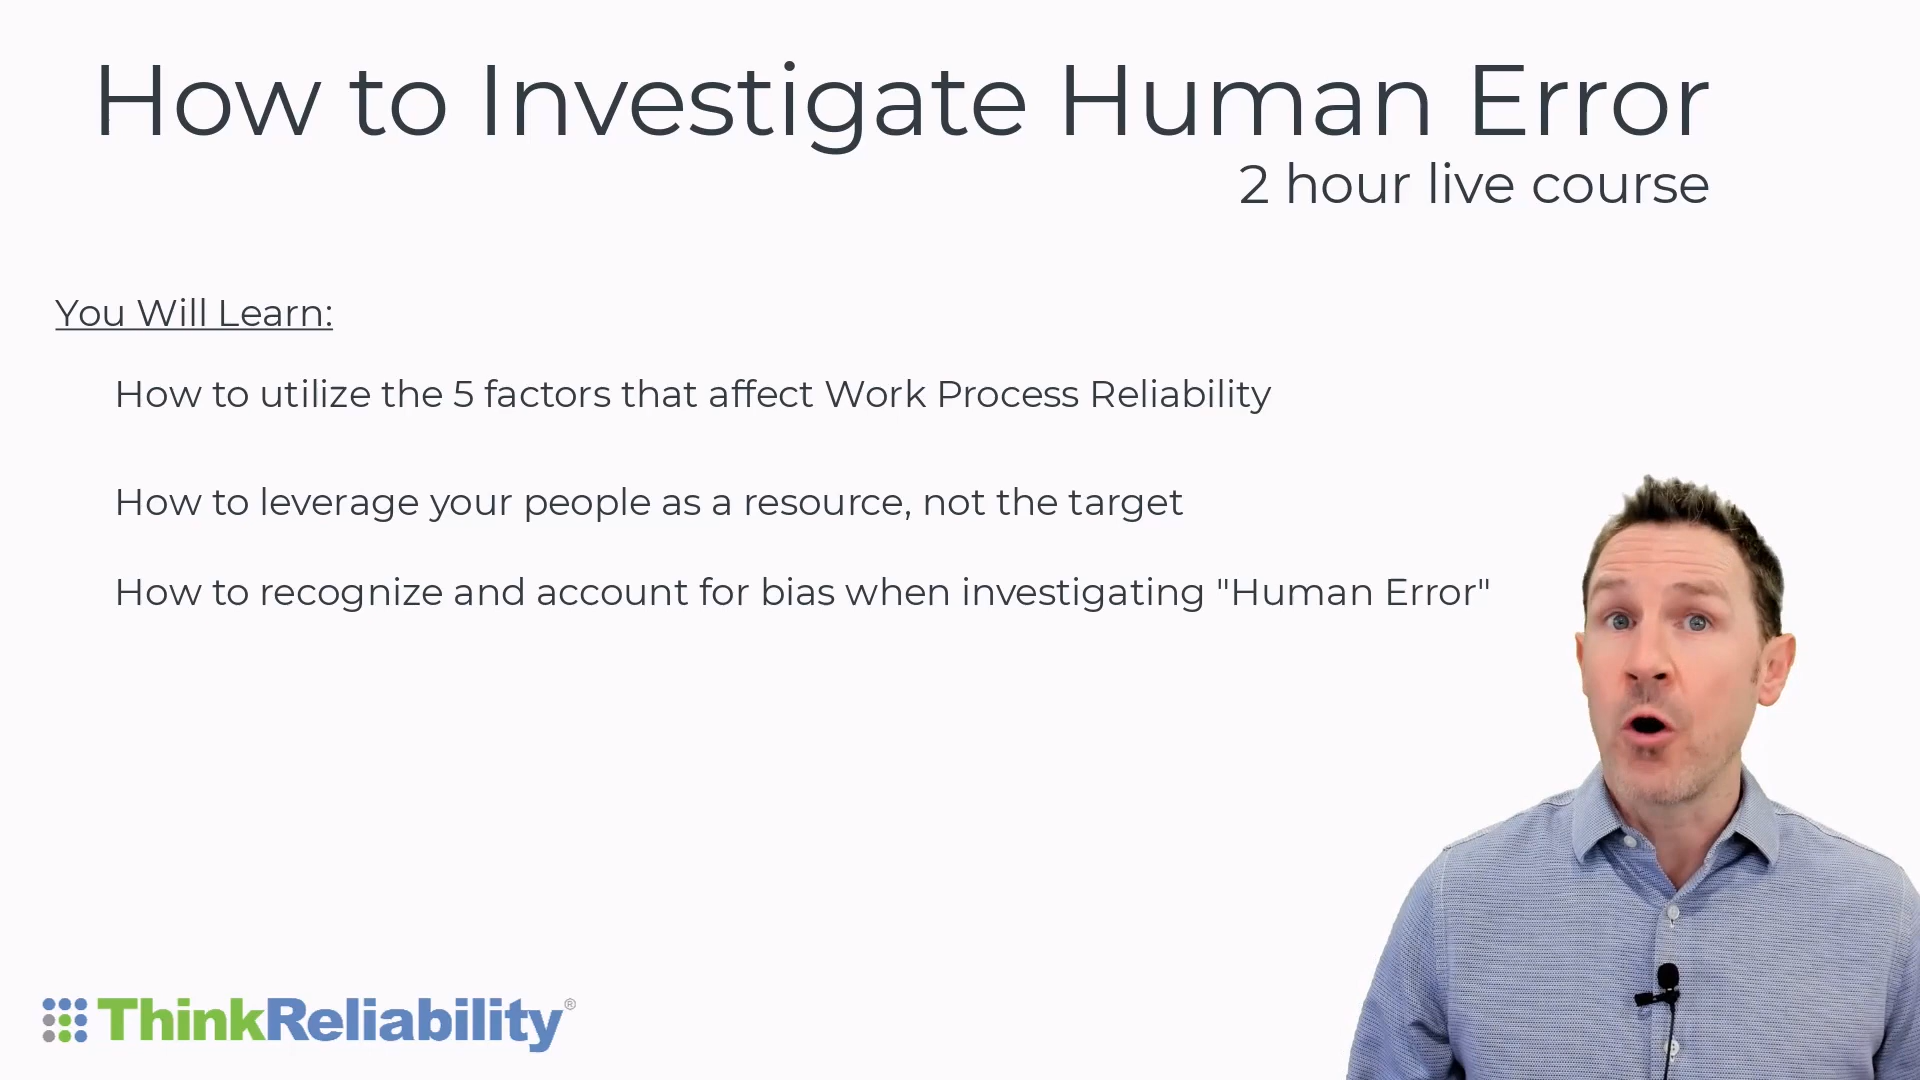 How to Investigate Human Error
2 hour live course
You Will Learn:
How to utilize the 5 factors that affect Work Process Reliability
How to leverage your people as a resource, not the target
How to recognize and account for bias when investigating "Human Error"
ThinkReliability®